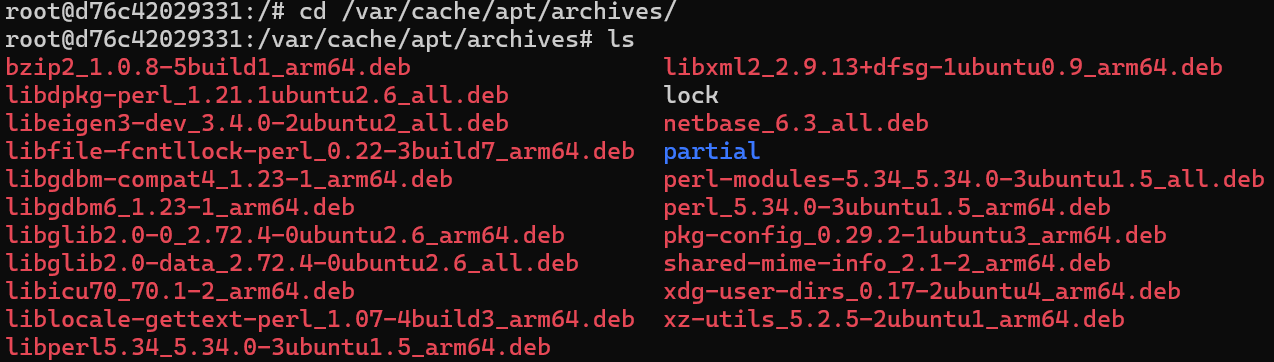 root@d76c42029331:/# cd /var/cache/apt/archives/
root@d76c42029331:/var/cache/apt/archives# ls
bzip2_1.0.8-5build1_arm64.deb libxml2_2.9.13+dfsg-1ubuntu0.9_arm64.deb
libdpkg-perl_1.21.1ubuntu2.6_all.deb lock
libeigen3-dev_3.4.0-2ubuntu2_all.deb netbase_6.3_all.deb
libfile-fcntllock-perl_0.22-3build7_arm64.deb partial
libgdbm-compat4_1.23-1_arm64.deb perl-modules-5.34_5.34.0-3ubuntu1.5_all.deb
libgdbm6_1.23-1_arm64.deb perl_5.34.0-3ubuntu1.5_arm64.deb
libglib2.0-0_2.72.4-0ubuntu2.6_arm64.deb pkg-config_0.29.2-1ubuntu3_arm64.deb
libglib2.0-data_2.72.4-0ubuntu2.6_all.deb shared-mime-info_2.1-2_arm64.deb
libicu70_70.1-2_arm64.deb xdg-user-dirs_0.17-2ubuntu4_arm64.deb
liblocale-gettext-perl_1.07-4build3_arm64.deb xz-utils_5.2.5-2ubuntu1_arm64.deb
libperl5.34_5.34.0-3ubuntu1.5_arm64.deb